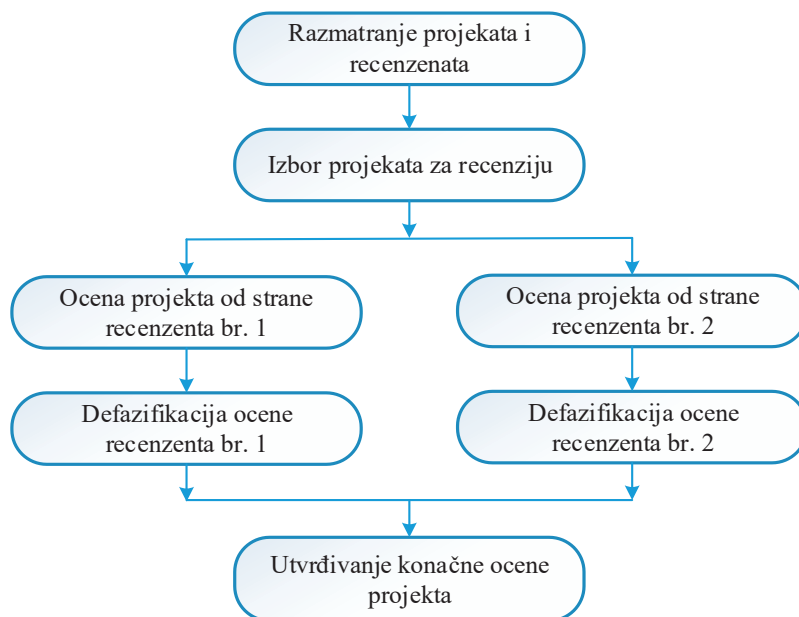 Razmatranje projekata i
recenzenata
Izbor projekata za recenziju
Ocena projekta od strane
recenzenta br. 1
Ocena projekta od strane
recenzenta br. 2
Defazifikacija ocene
recenzenta br. 1
Defazifikacija ocene
recenzenta br. 2
Utvrđivanje konačne ocene
projekta